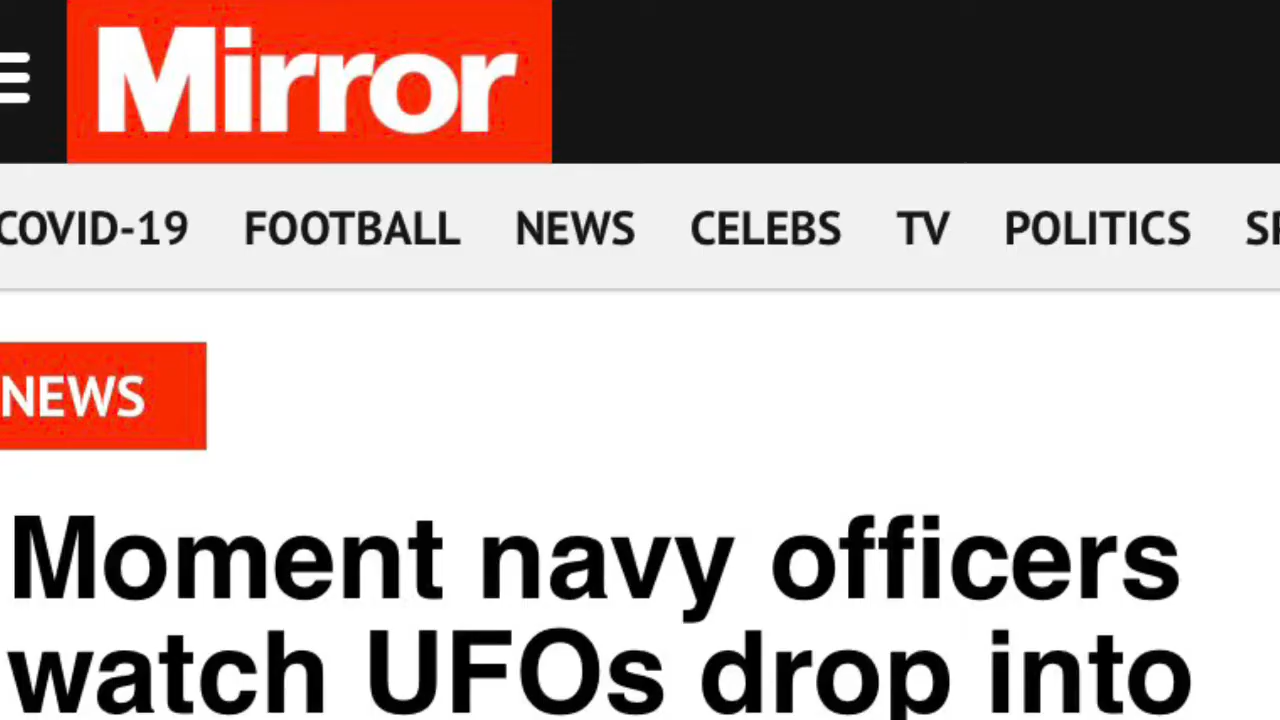 Mirror
COVID-19 FOOTBALL NEWS CELEBS TV POLITICS
NEWS
Moment navy officers
watch UFOs drop into